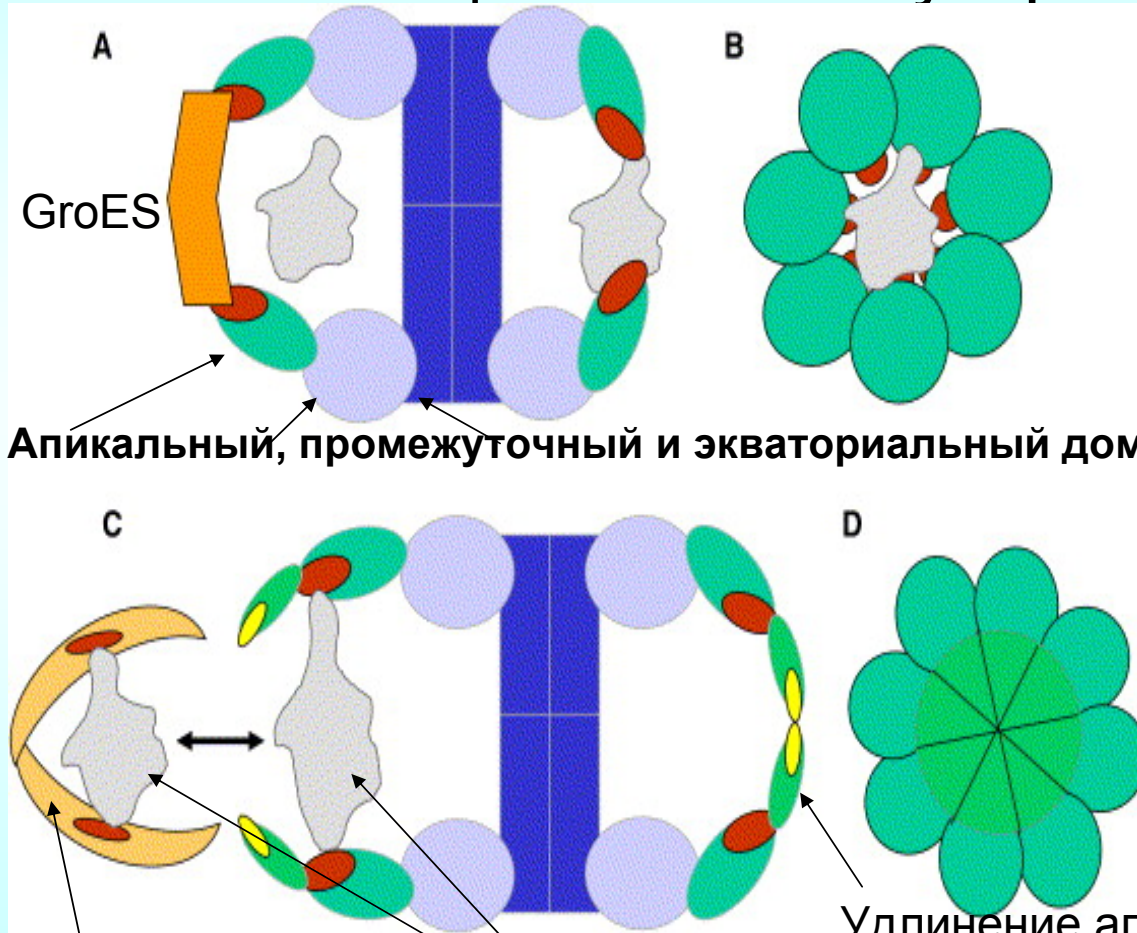 A
B
GroES
Апикальный, промежуточный и экваториальный дом
C
D
Удлинение ап